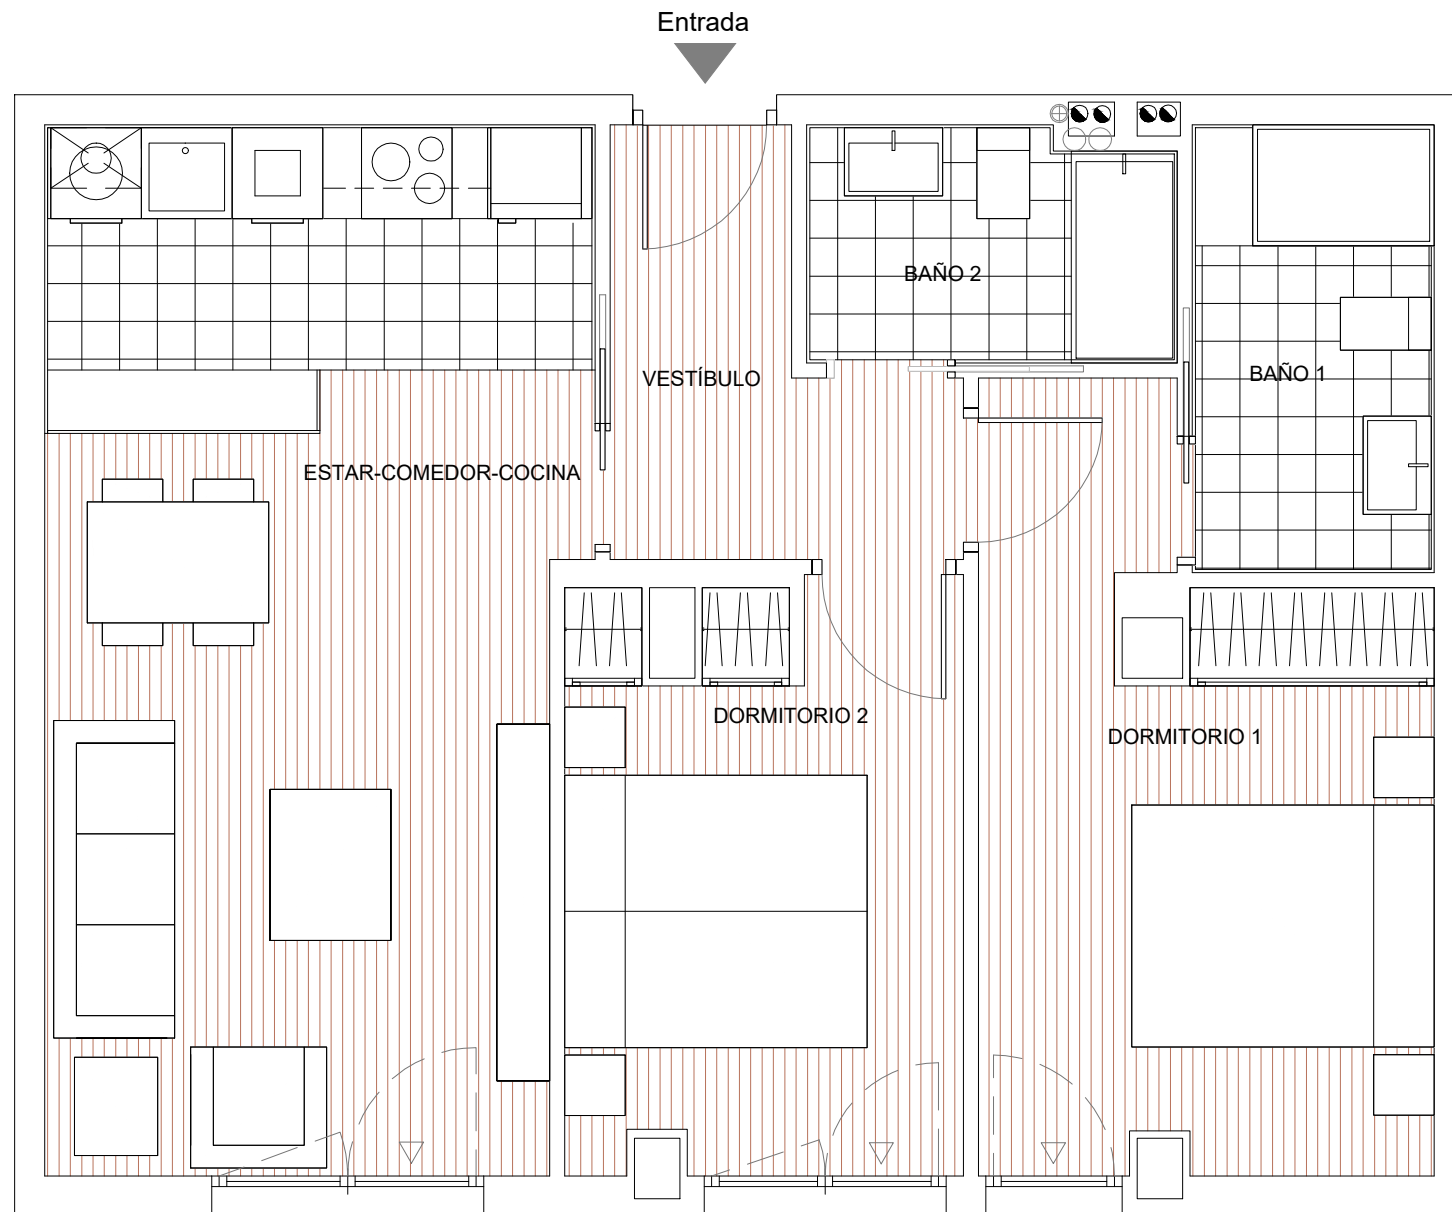 Entrada
BAÑO 2
VESTÍBULO
BAÑO 1
ESTAR-COMEDOR-COCINA
DORMITORIO 2
DORMITORIO 1